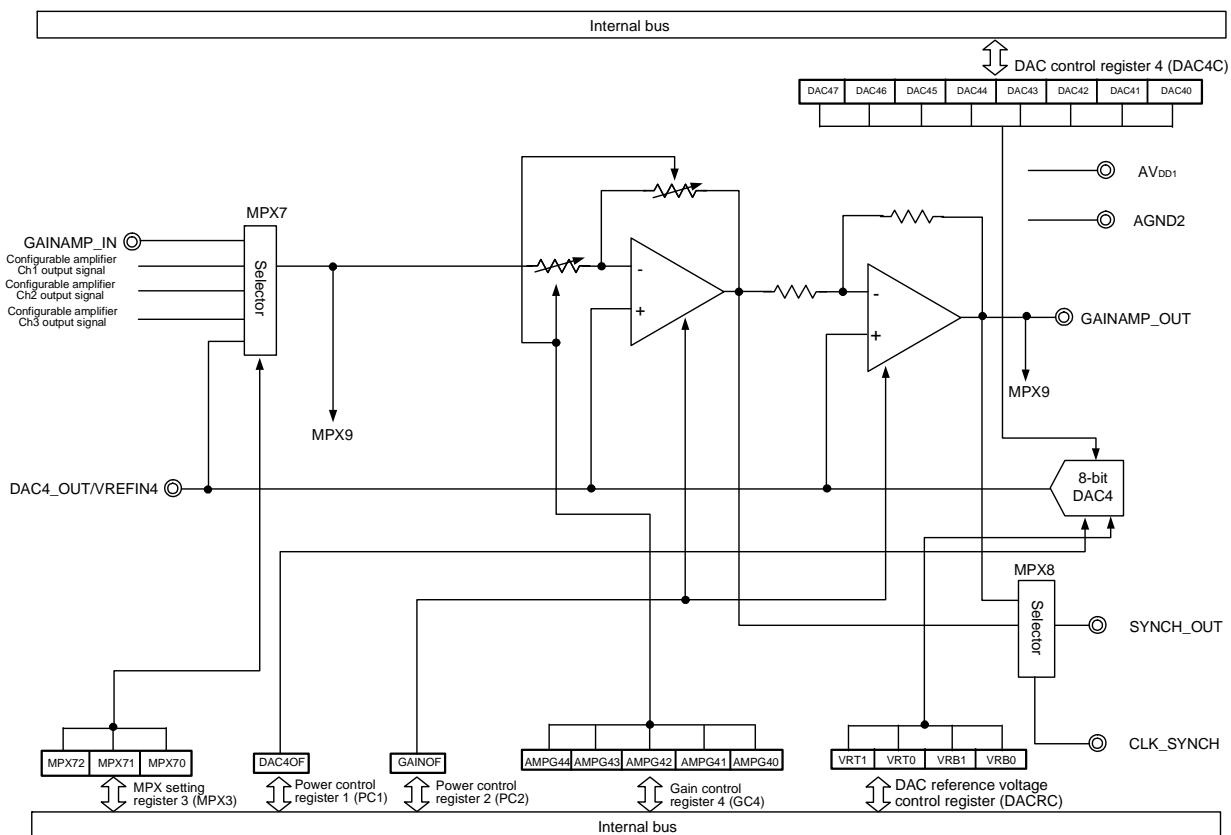 Internal bus
DAC control register 4 (DAC4C)
DAC47 DAC46 DAC45 DAC44 DAC43 DAC42 DAC41 DAC40
AVDD1
AGND2
MPX7
GAINAMP_IN
Configurable amplifier
Ch1 output signal
Configurable amplifier
Ch2 output signal
Configurable amplifier
Ch3 output signal
Selector
-
+
-
+
GAINAMP_OUT
MPX9
MPX9
DAC4_OUT/VREFIN4
8-bit
DAC4
MPX8
Selector
SYNCH_OUT
CLK_SYNCH
MPX72 MPX71 MPX70
DAC4OF
GAINOF
AMPG44 AMPG43 AMPG42 AMPG41 AMPG40
VRT1 VRT0 VRB1 VRB0
MPX setting
register 3 (MPX3)
Power control
register 1 (PC1)
Power control
register 2 (PC2)
Gain control
register 4 (GC4)
DAC reference voltage
control register (DACRC)
Internal bus